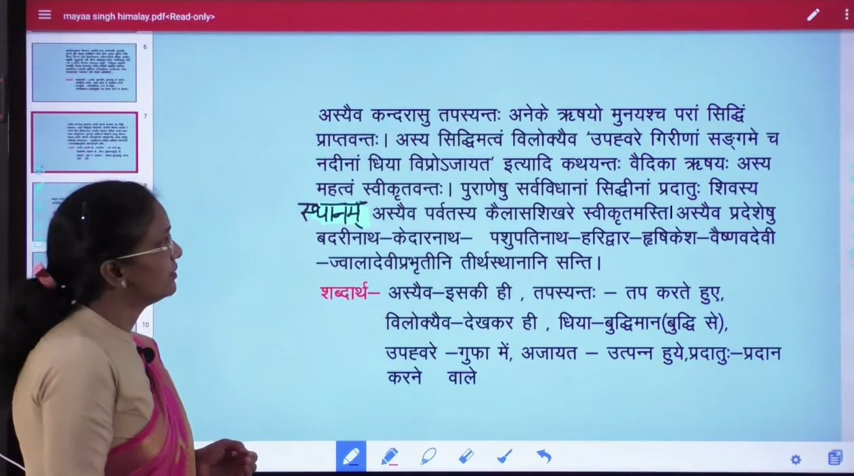 mayaa singh himalay.pdf<Read-only>
6
7
10
अस्यैव कन्दरासु तपस्यन्तः अनेके ऋषयो मुनयश्च परां सिद्धिं
प्राप्तवन्तः। अस्य सिद्धिमत्वं विलोक्यैव 'उपह्वरे गिरीणां सङ्गमे च
नदीनां धिया विप्रोऽजायत' इत्यादि कथयन्तः वैदिका ऋषयः अस्य
महत्वं स्वीकृतवन्तः। पुराणेषु सर्वविधानां सिद्धीनां प्रदातुः शिवस्य
स्थानम् अस्यैव पर्वतस्य कैलासशिखरे स्वीकृतमस्ति। अस्यैव प्रदेशेषु
बदरीनाथ–केदारनाथ– पशुपतिनाथ–हरिद्वार–हृषिकेश–वैष्णवदेवी
–ज्वालादेवीप्रभृतीनि तीर्थस्थानानि सन्ति।
शब्दार्थ– अस्यैव–इसकी ही , तपस्यन्तः – तप करते हुए,
विलोक्यैव–देखकर ही, धिया–बुद्धिमान(बुद्धि से),
उपह्वरे –गुफा में, अजायत – उत्पन्न हुये,प्रदातुः–प्रदान
करने वाले